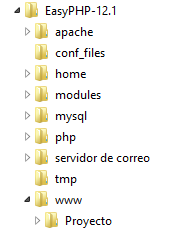 EasyPHP-12.1
apache
conf_files
home
modules
mysql
php
servidor de correo
tmp
www
Proyecto